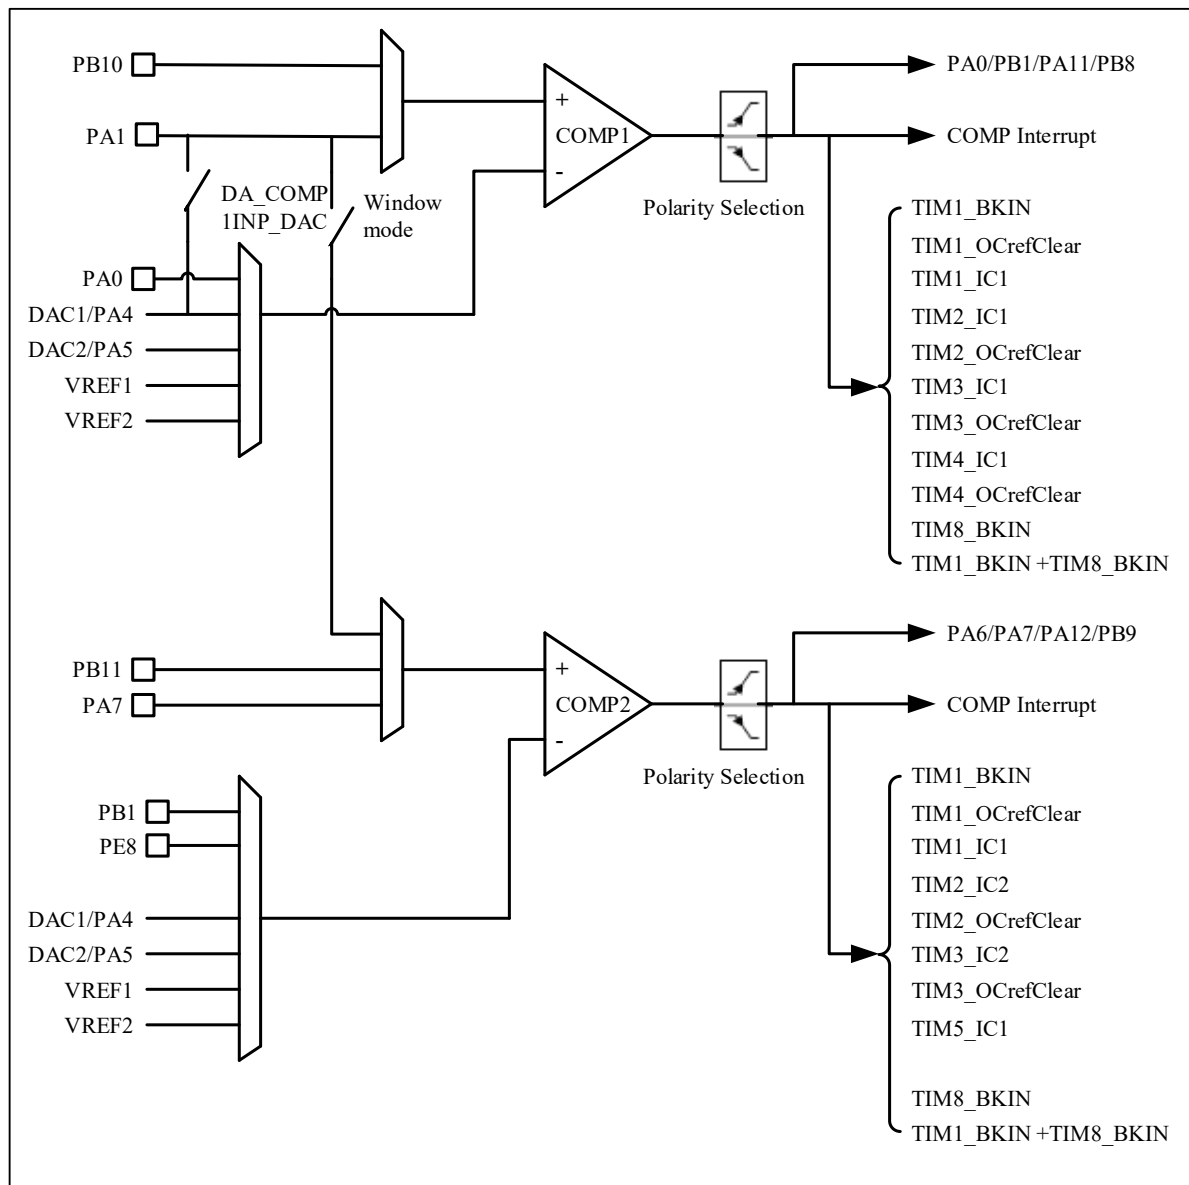 PB10
PA0/PB1/PA11/PB8
PA1
COMP1
+
-
COMP Interrupt
DA_COMP
1INP_DAC
Window
mode
Polarity Selection
PA0
DAC1/PA4
DAC2/PA5
VREF1
VREF2
TIM1_BKIN
TIM1_OCrefClear
TIM1_IC1
TIM2_IC1
TIM2_OCrefClear
TIM3_IC1
TIM3_OCrefClear
TIM4_IC1
TIM4_OCrefClear
TIM8_BKIN
TIM1_BKIN +TIM8_BKIN
PA6/PA7/PA12/PB9
PB11
PA7
+
COMP2
-
COMP Interrupt
Polarity Selection
PB1
PE8
DAC1/PA4
DAC2/PA5
VREF1
VREF2
TIM1_BKIN
TIM1_OCrefClear
TIM1_IC1
TIM2_IC2
TIM2_OCrefClear
TIM3_IC2
TIM3_OCrefClear
TIM5_IC1
TIM8_BKIN
TIM1_BKIN +TIM8_BKIN